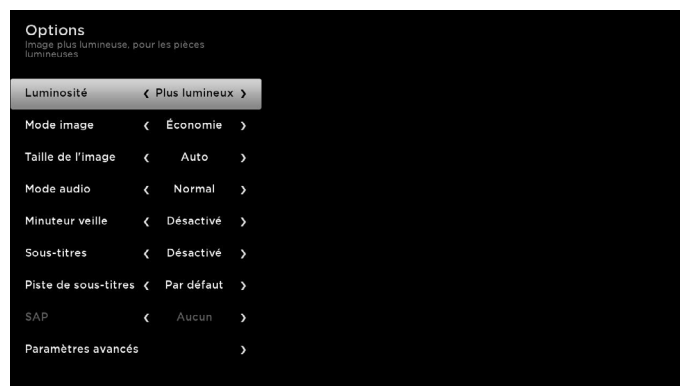 Options
Image plus lumineuse, pour les pièces
lumineuses
Luminosité ‹ Plus lumineux ›
Mode image ‹ Économie ›
Taille de l'image ‹ Auto ›
Mode audio ‹ Normal ›
Minuteur veille ‹ Désactivé ›
Sous-titres ‹ Désactivé ›
Piste de sous-titres ‹ Par défaut ›
SAP ‹ Aucun ›
Paramètres avancés ›